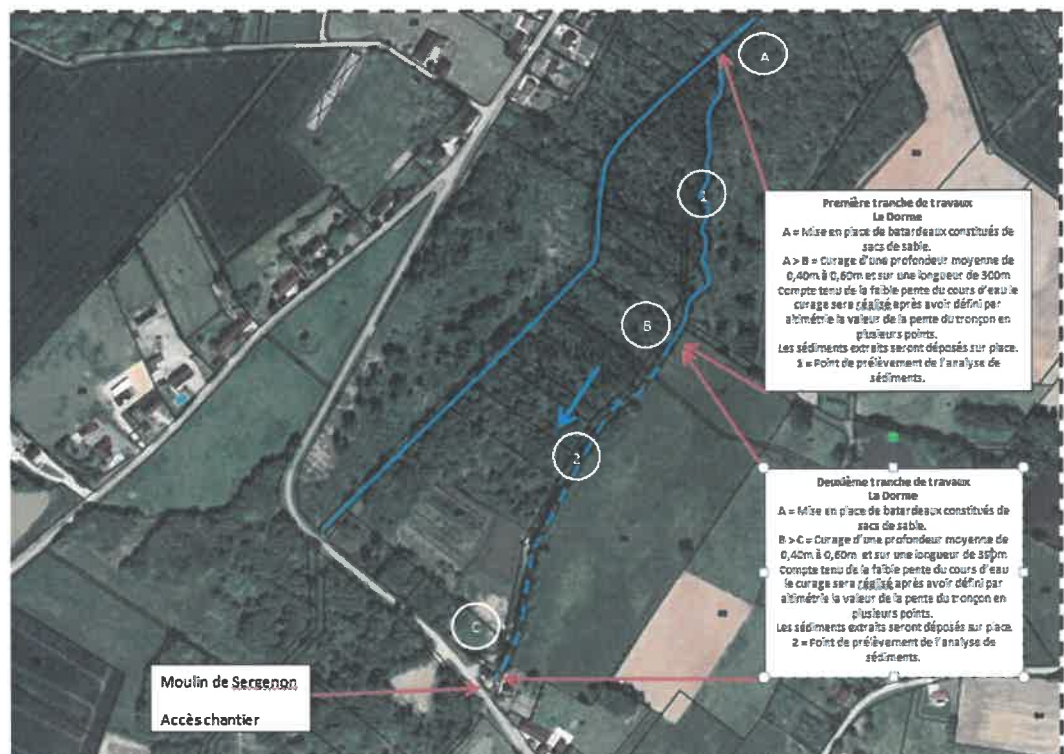 A
1
Première tranche de travaux
La Dorme
A = Mise en place de batardeaux constitués de
sacs de sable.
A > B = Curage d'une profondeur moyenne de
0,40m à 0,60m et sur une longueur de 300m
Compte tenu de la faible pente du cours d'eau le
curage sera réalisé après avoir défini par
altimétrie la valeur de la pente du tronçon en
plusieurs points.
Les sédiments extraits seront déposés sur place.
1 = Point de prélèvement de l'analyse de
sédiments.
B
2
Deuxième tranche de travaux
La Dorme
A = Mise en place de batardeaux constitués de
sacs de sable.
B > C = Curage d'une profondeur moyenne de
0,40m à 0,60m et sur une longueur de
Compte tenu de la faible pente du cours d'eau
le curage sera réalisé après avoir défini par
altimétrie la valeur de la pente du tronçon en
plusieurs points.
Les sédiments extraits seront déposés sur place.
2 = Point de prélèvement de l'analyse de
sédiments.
C
Moulin de Sergenon
Accès chantier